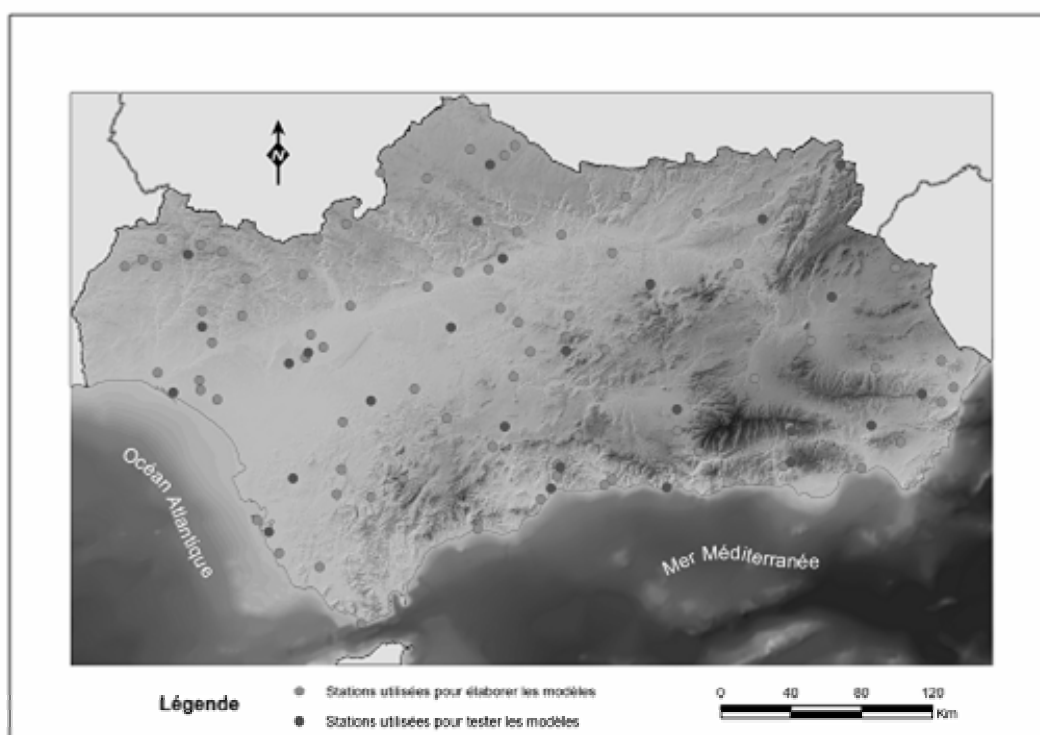 N
Océan Atlantique
Mer Méditerranée
Légende
Stations utilisées pour élaborer les modèles
Stations utilisées pour tester les modèles
0 40 80 120
Km